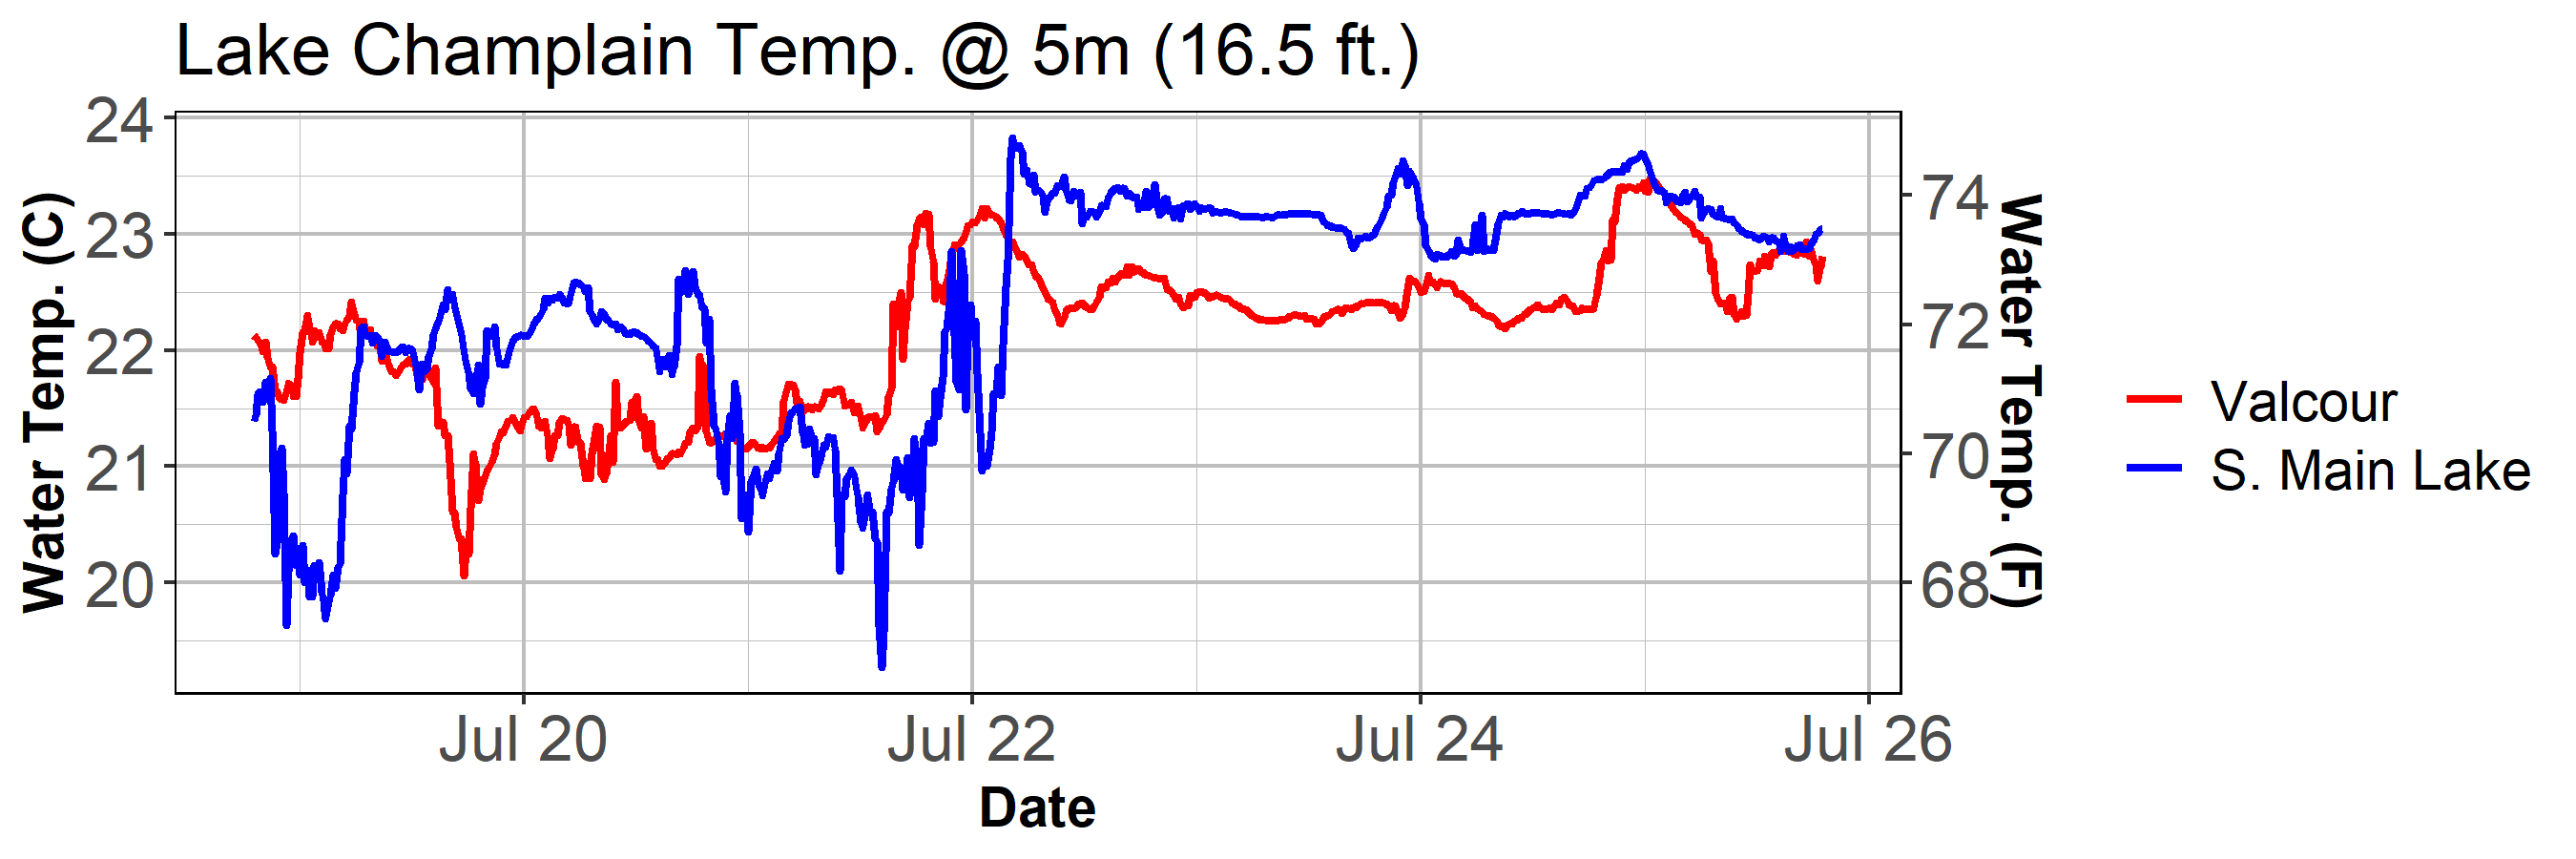 Lake Champlain Temp. @ 5m (16.5 ft.)
Water Temp. (C)
24
23
22
21
20
74
72
70
68
Water Temp. (F)
Jul 20
Jul 22
Jul 24
Jul 26
Date
Valcour
S. Main Lake